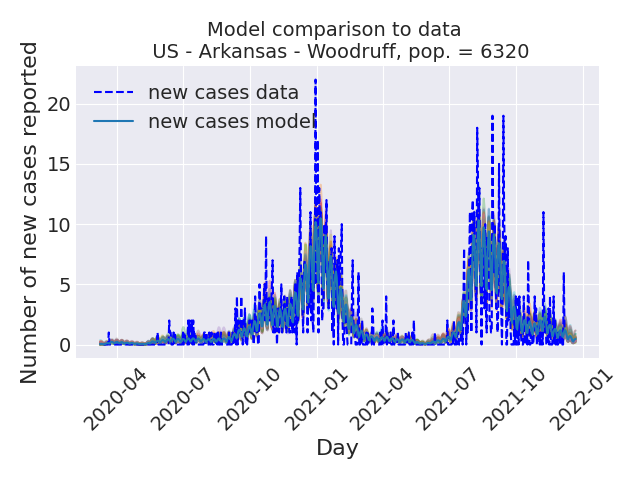 Model comparison to data
US - Arkansas - Woodruff, pop. = 6320
Number of new cases reported
20
15
10
5
0
new cases data
new cases model
2020-04
2020-07
2020-10
2021-01
2021-04
2021-07
2021-10
2022-01
Day